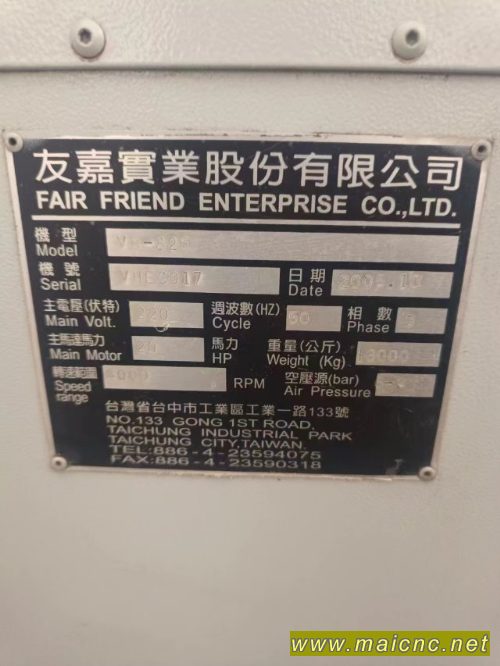 友嘉實業股份有限公司
FAIR FRIEND ENTERPRISE CO.,LTD.
機型
Model
機號 日期
Serial Date
主電壓(伏特) 220 週波數(HZ) 60 相數
Main Volt. Cycle Phase
主馬達馬力 馬力 重量(公斤)
Main Motor HP Weight (Kg)
轉速範圍 空壓源(bar)
Speed range RPM Air Pressure
台灣省台中市工業區工業一路133號
NO.133 GONG 1ST ROAD,
TAICHUNG INDUSTRIAL PARK
TAICHUNG CITY,TAIWAN.
TEL:886-4-23594075
FAX:886-4-23590318
www.maicnc.net